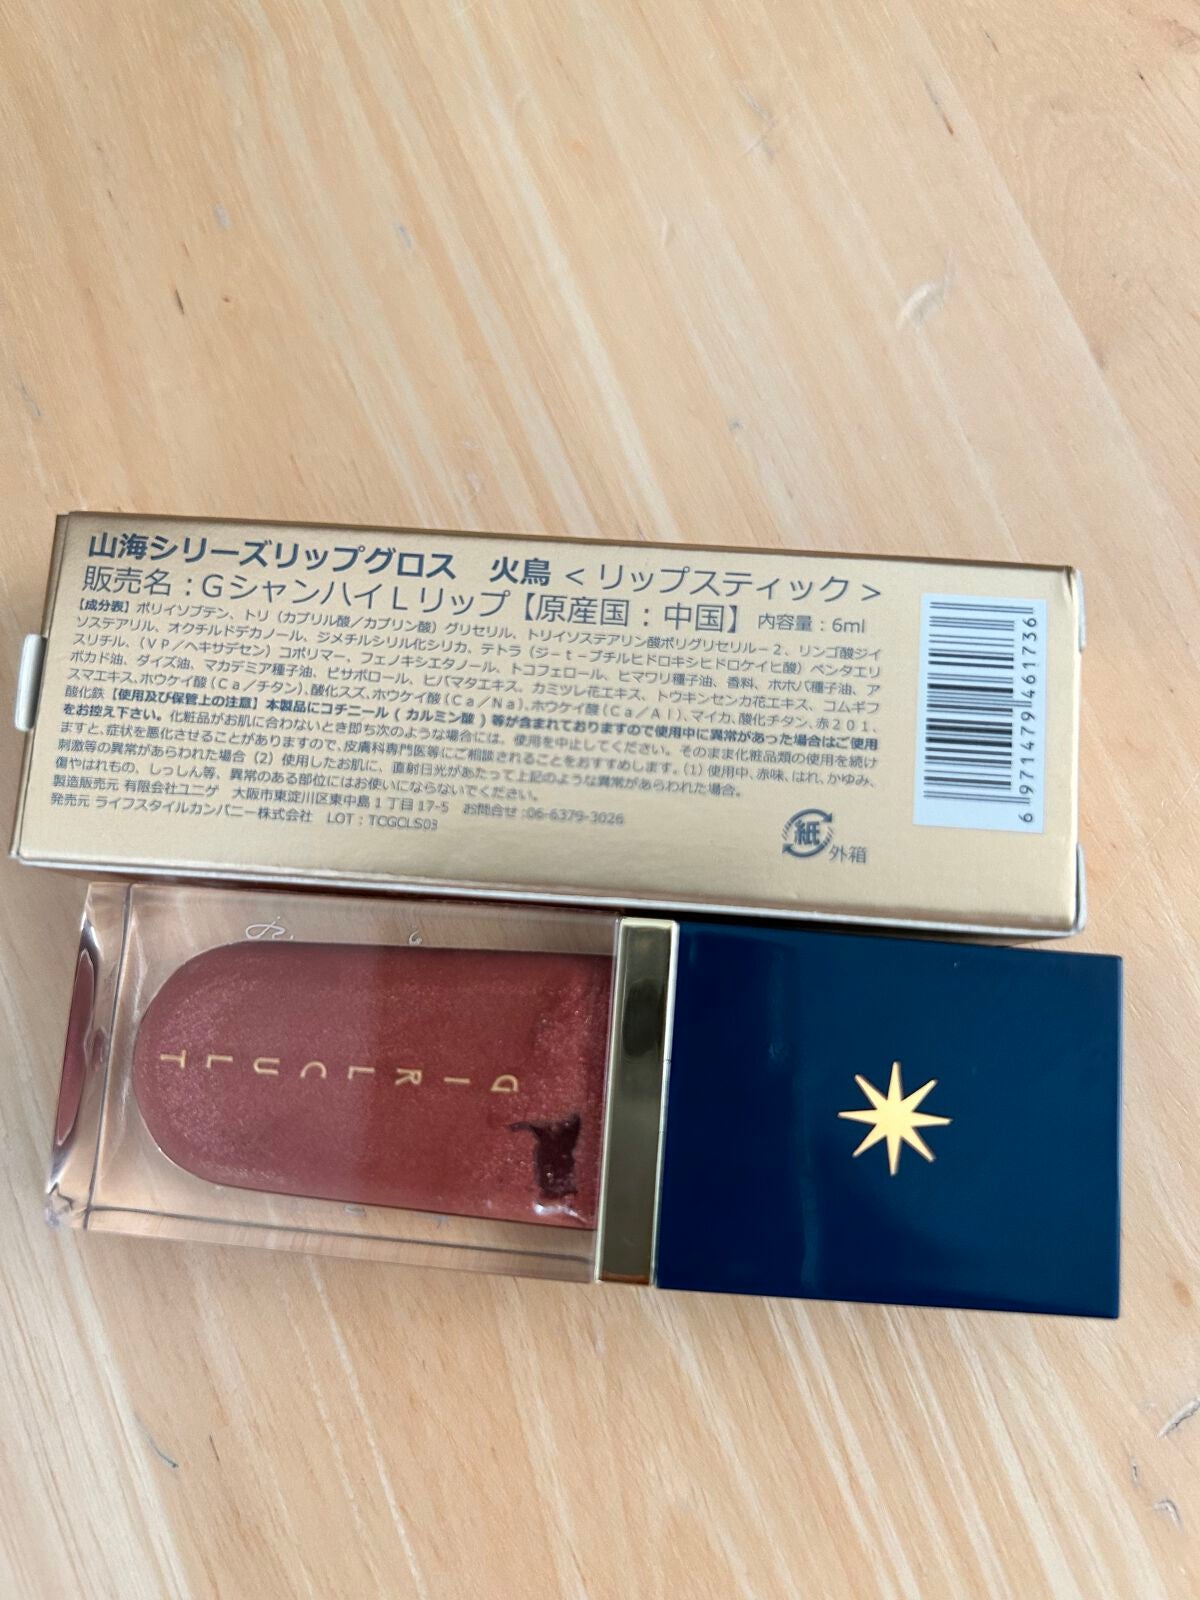 山海シリーズリップグロス 火鳥 < リップスティック >
販売名:GシャンハイLリップ【原産国:中国】 内容量:6ml
【成分表】ポリイソブテン、トリ(カプリル酸/カプリン酸)グリセリル、トリイソステアリン酸ポリグリセリル-2、リンゴ酸ジイ
ソステアリル、オクチルドデカノール、ジメチルシリル化シリカ、テトラ(ジ-t-ブチルヒドロキシヒドロケイヒ酸)ペンタエリ
スリチル、(VP/ヘキサデセン)コポリマー、フェノキシエタノール、トコフェロール、ヒマワリ種子油、香料、ホホバ種子油、ア
ボカド油、ダイズ油、マカデミア種子油、ビサボロール、ヒバマタエキス、カミツレ花エキス、トウキンセンカ花エキス、コムギフ
スマエキス、ホウケイ酸(Ca/チタン)、酸化スズ、ホウケイ酸(Ca/Na)、ホウケイ酸(Ca/Al)、マイカ、酸化チタン、赤201、
酸化鉄【使用及び保管上の注意】本製品にコチニール ( カルミン酸 ) 等が含まれておりますので使用中に異常があった場合はご使用
をお控え下さい。化粧品がお肌に合わないとき即ち次のような場合には、使用を中止してください。そのまま化粧品類の使用を続け
ますと、症状を悪化させることがありますので、皮膚科専門医等にご相談されることをおすすめします。(1) 使用中、赤味、はれ、かゆみ、
刺激等の異常があらわれた場合 (2) 使用したお肌に、直射日光があたって上記のような異常があらわれた場合。
傷やはれもの、しっしん等、異常のある部位にはお使いにならないでください。
製造販売元 有限会社ユニゲ 大阪市東淀川区東中島1丁目17-5 お問合せ:06-6379-3026
発売元 ライフスタイルカンパニー株式会社 LOT:TCGCLS03
紙 外箱
6 971479 461736
GIRLCULT